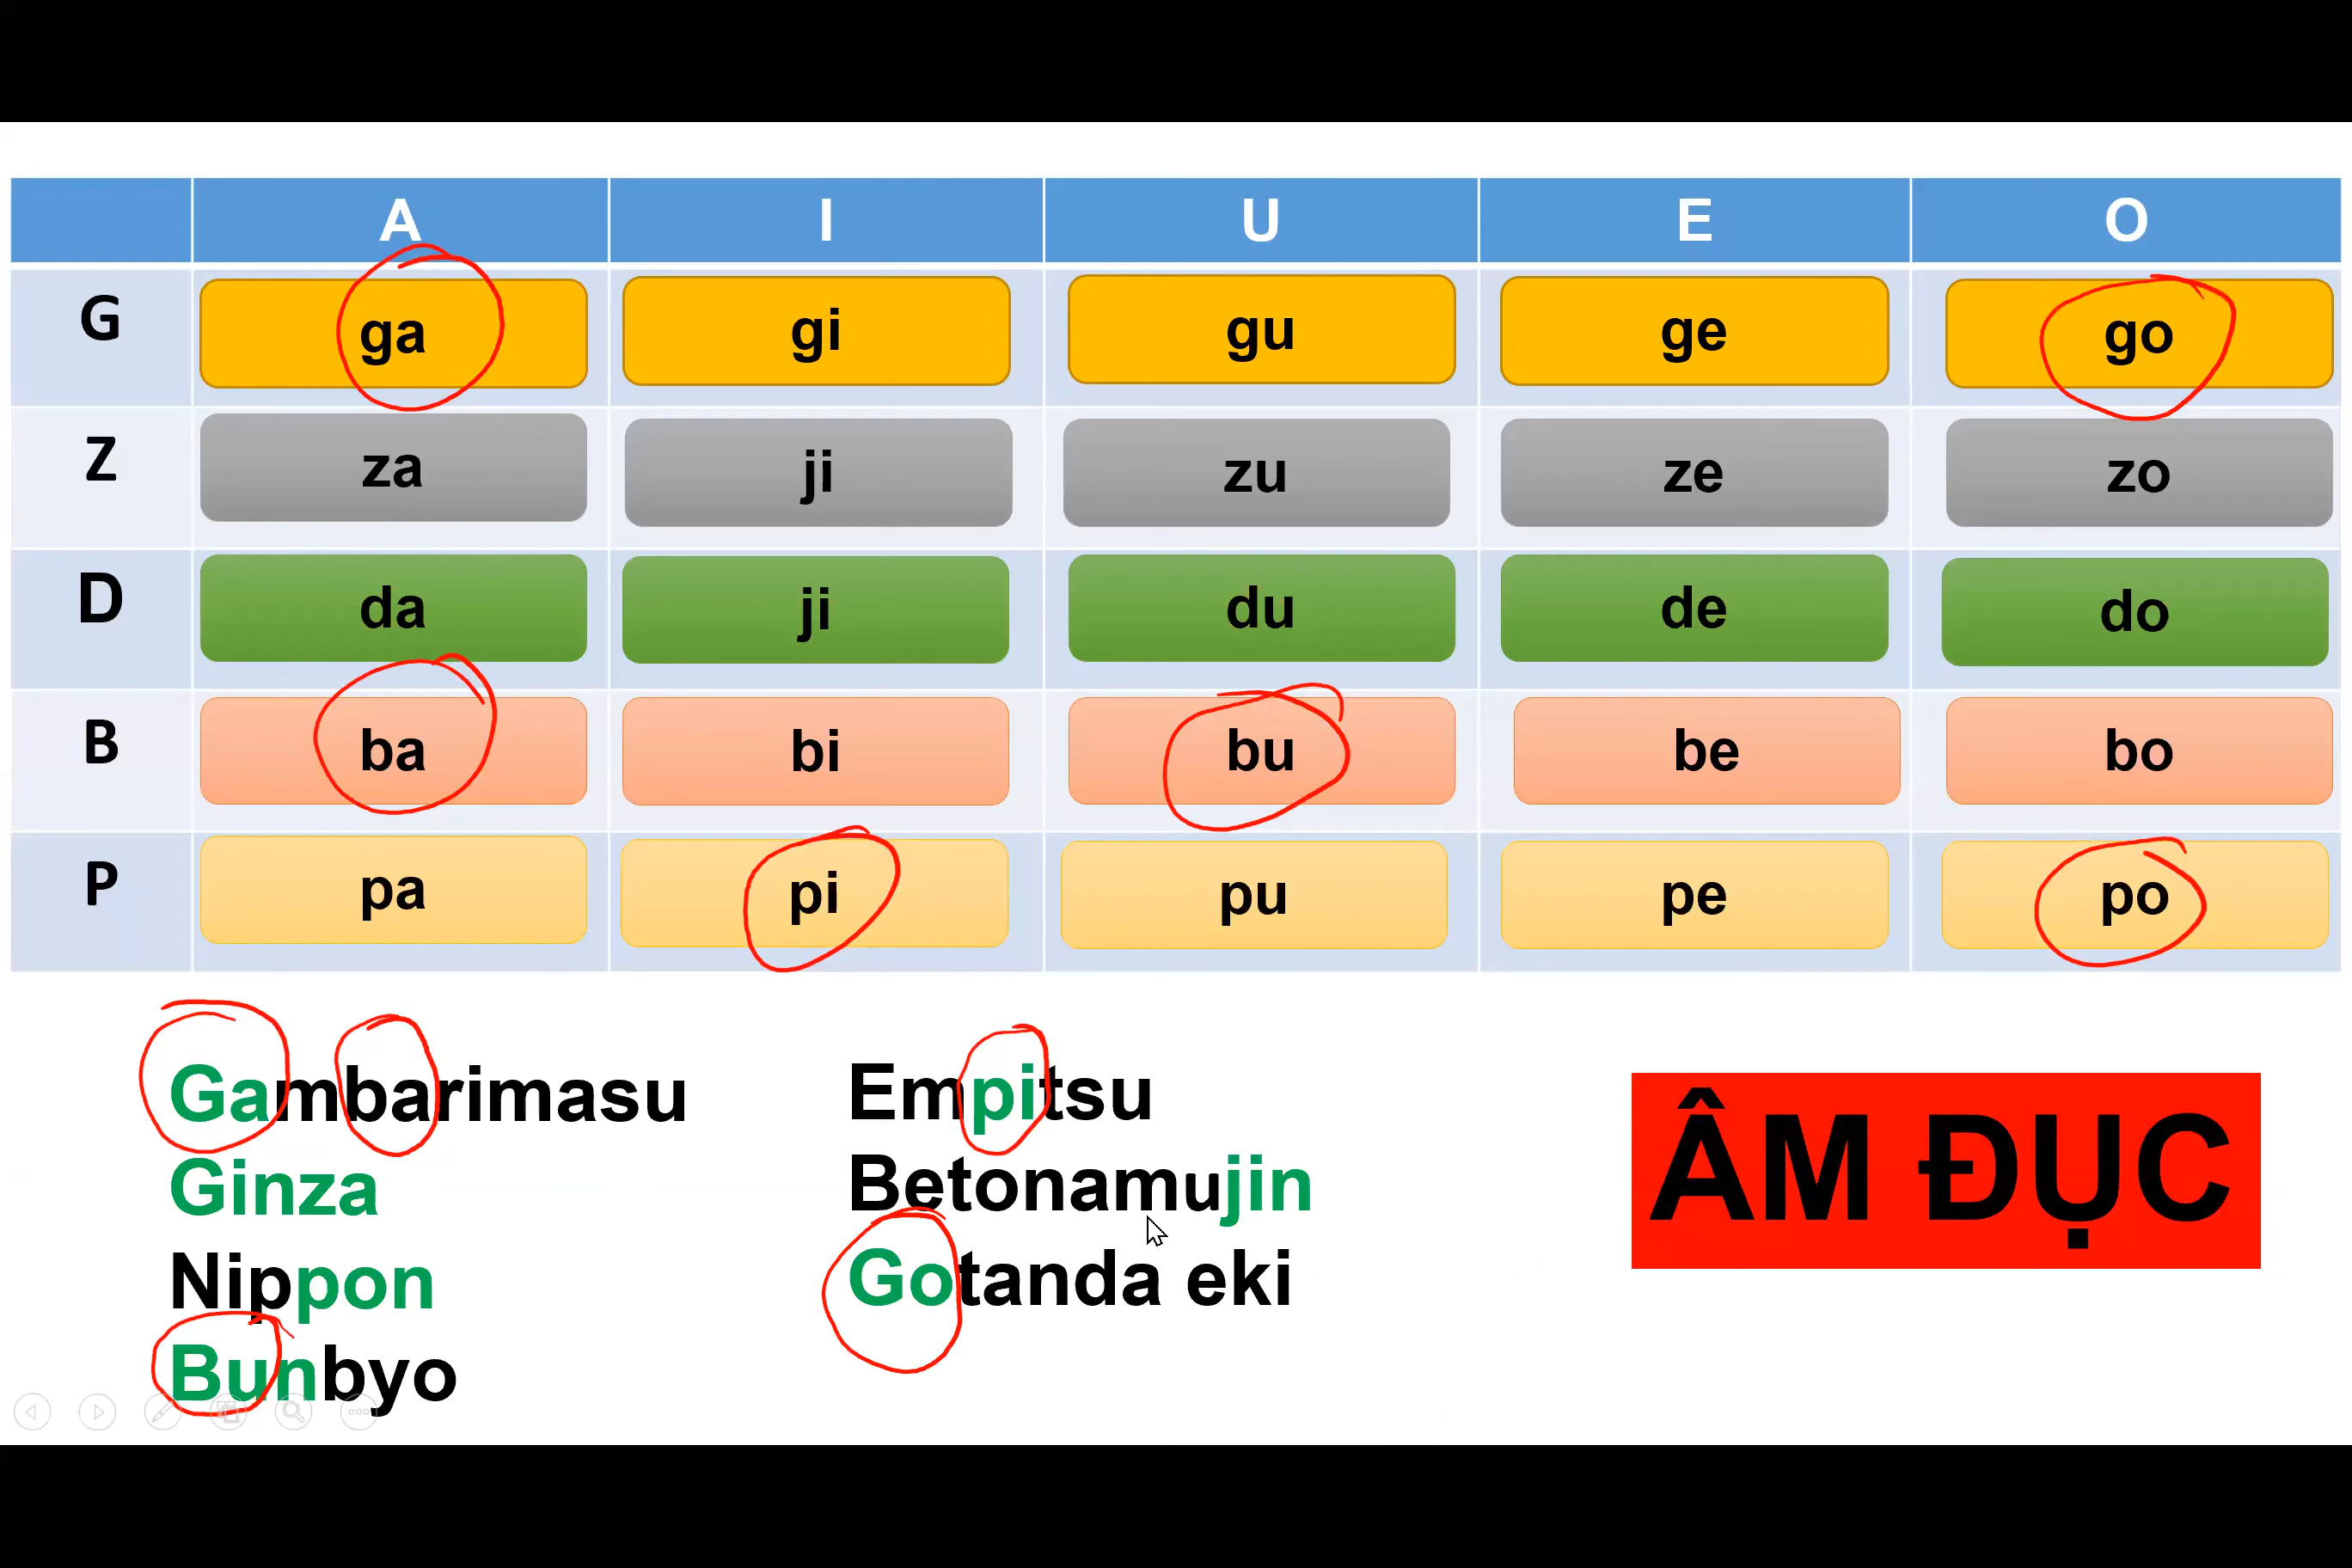 A I U E O
G ga gi gu ge go
Z za ji zu ze zo
D da ji du de do
B ba bi bu be bo
P pa pi pu pe po
Gambarimasu
Ginza
Nippon
Bunbyo
Empitsu
Betonamujin
Gotanda eki
ÂM ĐỤC